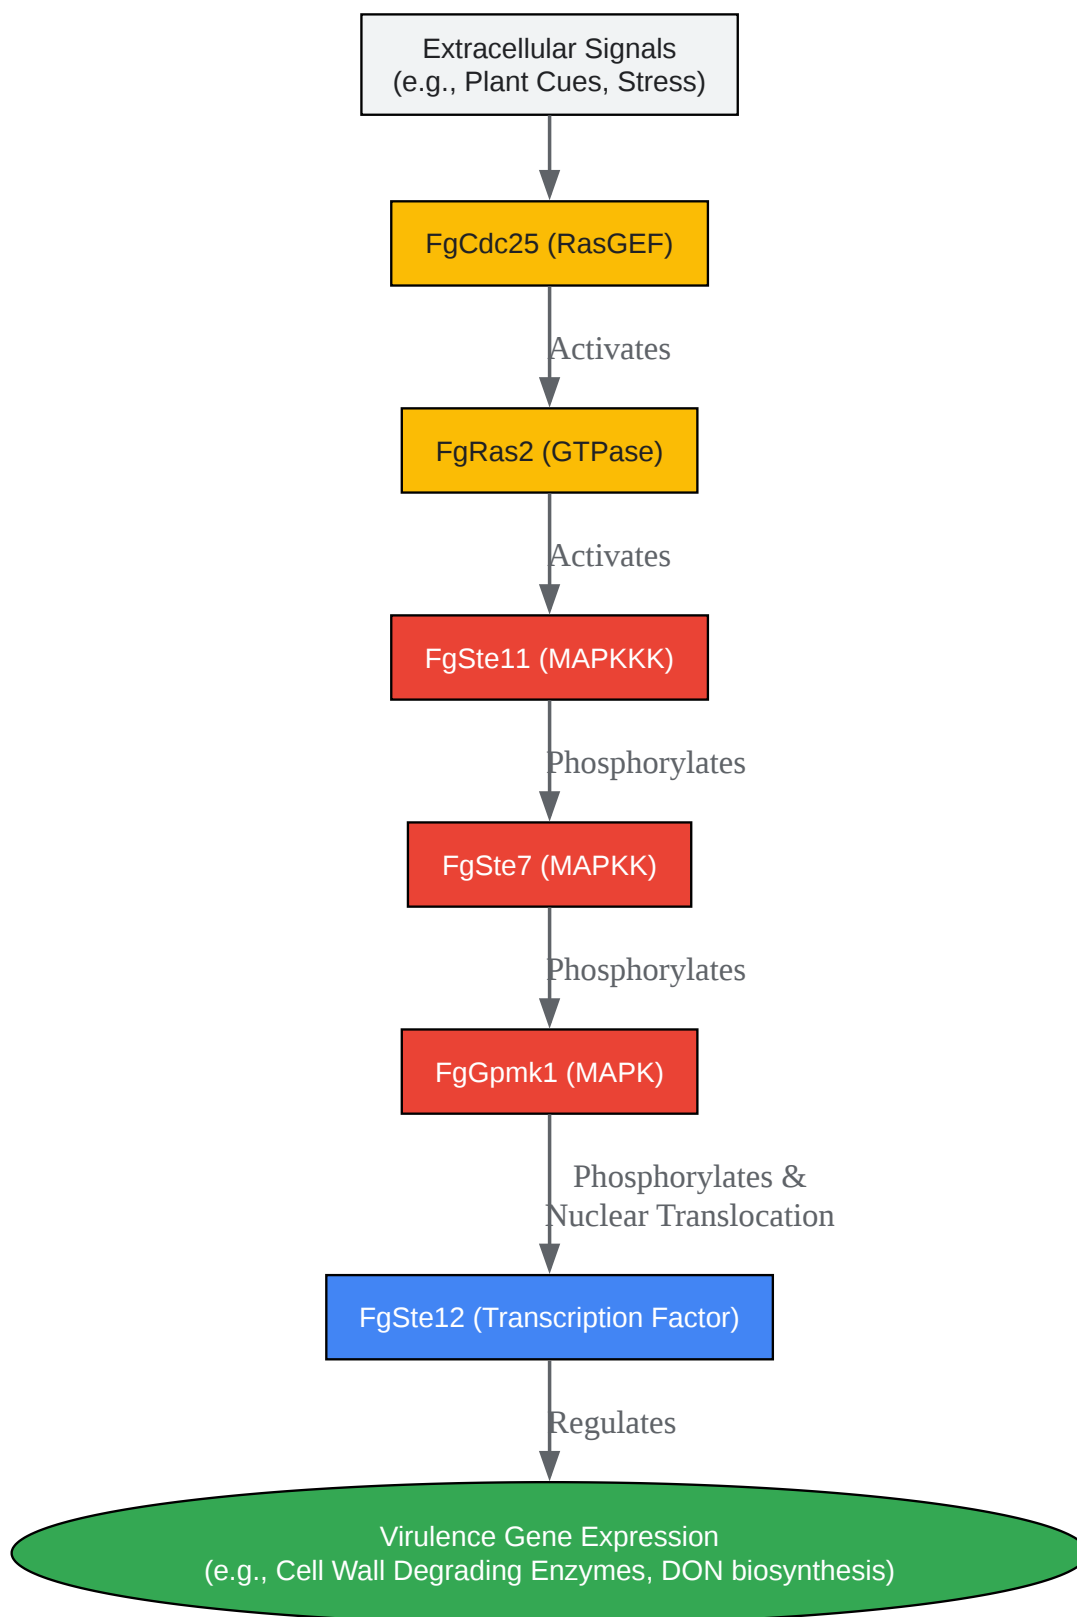 Extracellular Signals
(e.g., Plant Cues, Stress)
FgCdc25 (RasGEF)
Activates
FgRas2 (GTPase)
Activates
FgSte11 (MAPKKK)
Phosphorylates
FgSte7 (MAPKK)
Phosphorylates
FgGpmk1 (MAPK)
Phosphorylates &
Nuclear Translocation
FgSte12 (Transcription Factor)
Regulates
Virulence Gene Expression
(e.g., Cell Wall Degrading Enzymes, DON biosynthesis)